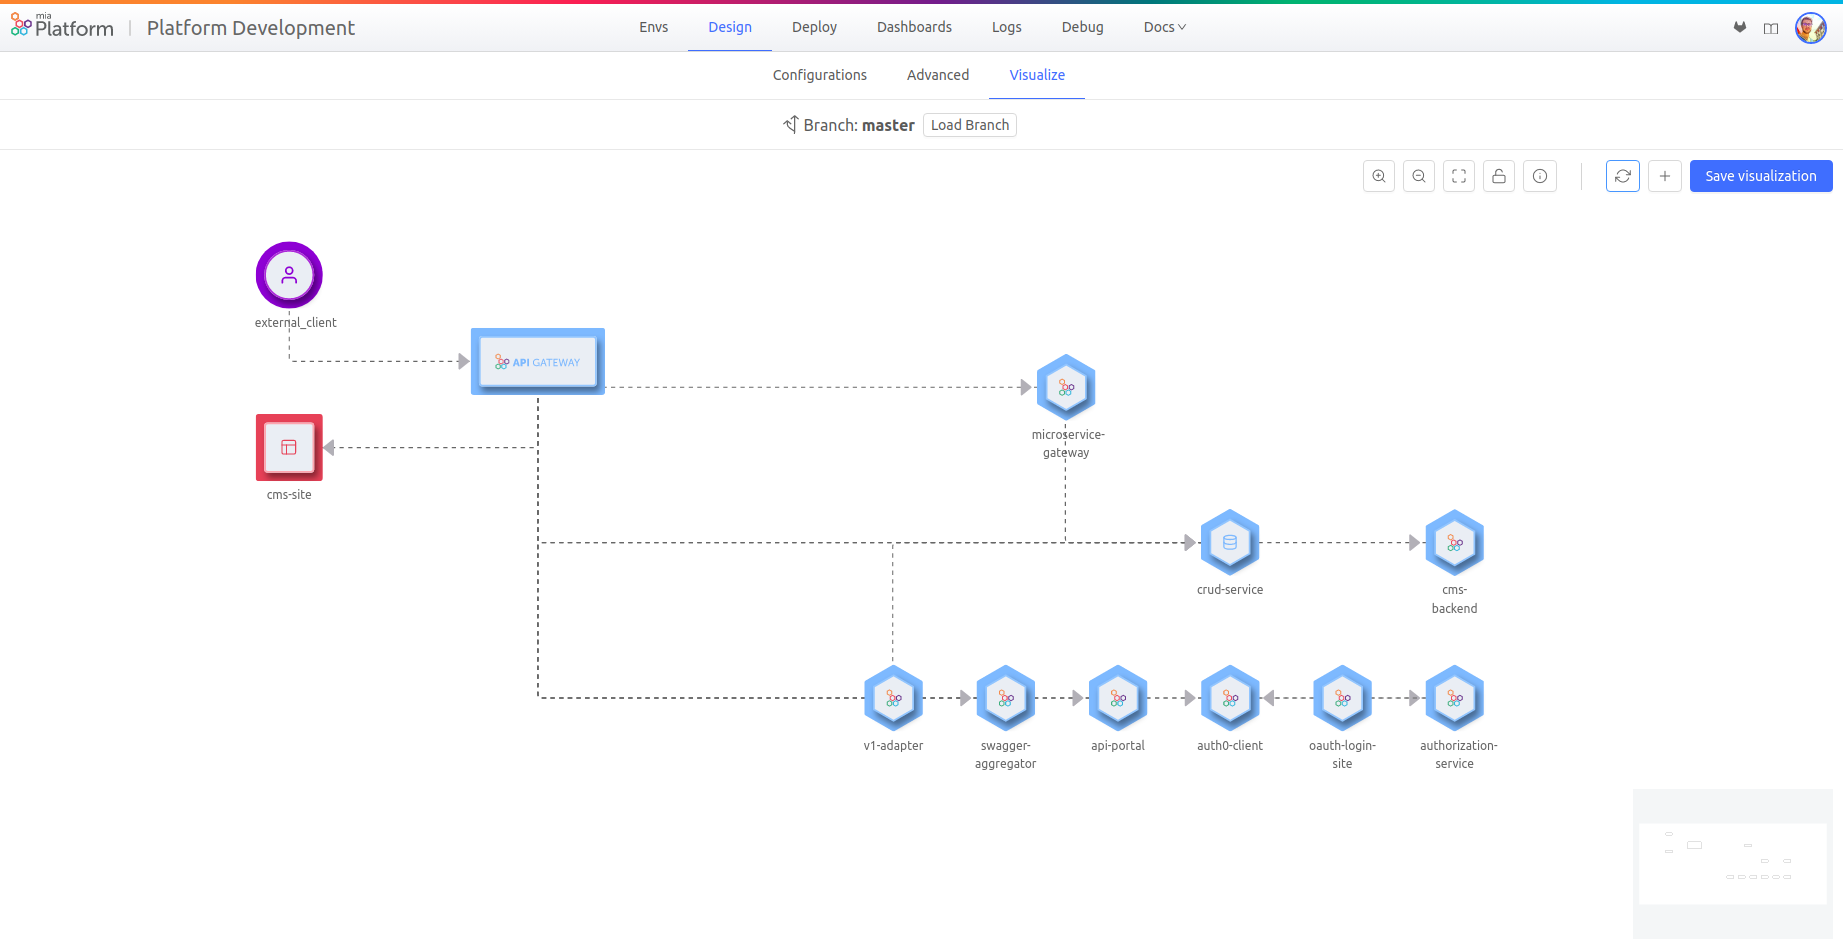 mia
Platform
Platform Development
Envs
Design
Deploy
Dashboards
Logs
Debug
Docs
Configurations
Advanced
Visualize
Branch: master
Load Branch
Save visualization
external_client
API GATEWAY
cms-site
microservice-
gateway
crud-service
cms-
backend
v1-adapter
swagger-
aggregator
api-portal
auth0-client
oauth-login-
site
authorization-
service